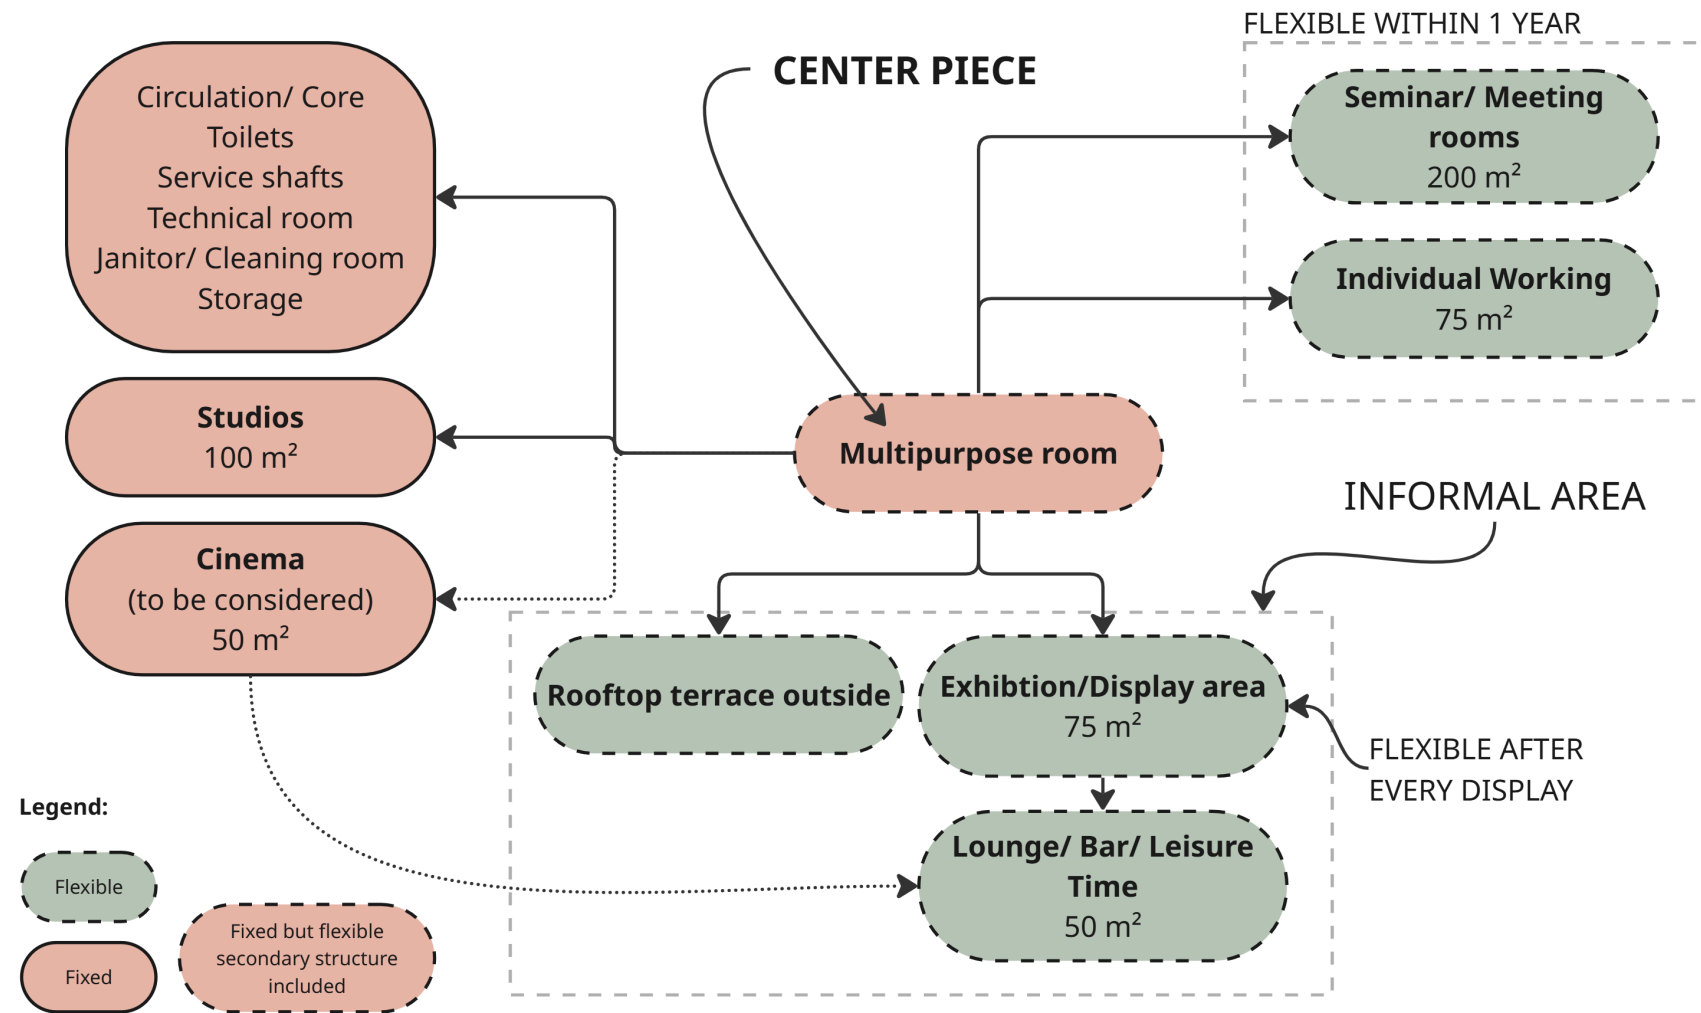 FLEXIBLE WITHIN 1 YEAR
CENTER PIECE
Circulation/ Core
Toilets
Service shafts
Technical room
Janitor/ Cleaning room
Storage
Seminar/ Meeting
rooms
200 m²
Individual Working
75 m²
Studios
100 m²
Multipurpose room
INFORMAL AREA
Cinema
(to be considered)
50 m²
Rooftop terrace outside
Exhibtion/Display area
75 m²
FLEXIBLE AFTER
EVERY DISPLAY
Lounge/ Bar/ Leisure
Time
50 m²
Legend:
Flexible
Fixed
Fixed but flexible
secondary structure
included